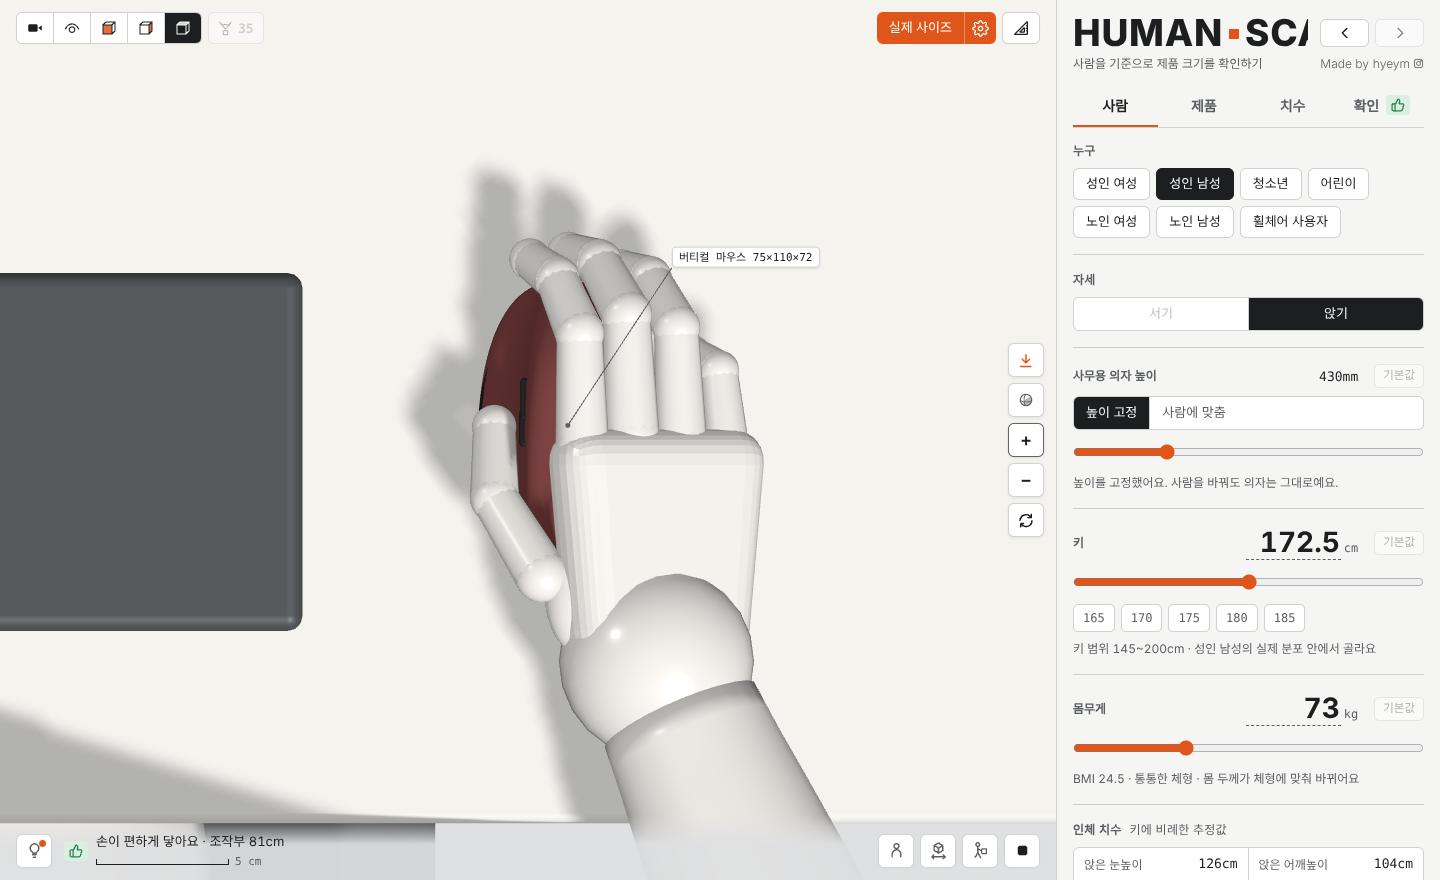 35
실제 사이즈
HUMAN SCA
사람을 기준으로 제품 크기를 확인하기
Made by hyeym
사람 제품 치수 확인
누구
성인 여성 성인 남성 청소년 어린이
노인 여성 노인 남성 휠체어 사용자
자세
서기 앉기
사무용 의자 높이 430mm 기본값
높이 고정 사람에 맞춤
높이를 고정했어요. 사람을 바꿔도 의자는 그대로예요.
키 172.5 cm 기본값
165 170 175 180 185
키 범위 145~200cm · 성인 남성의 실제 분포 안에서 골라요
몸무게 73 kg 기본값
BMI 24.5 · 통통한 체형 · 몸 두께가 체형에 맞춰 바뀌어요
인체 치수 키에 비례한 추정값
앉은 눈높이 126cm 앉은 어깨높이 104cm
버티컬 마우스 75×110×72
손이 편하게 닿아요 · 조작부 81cm
5 cm